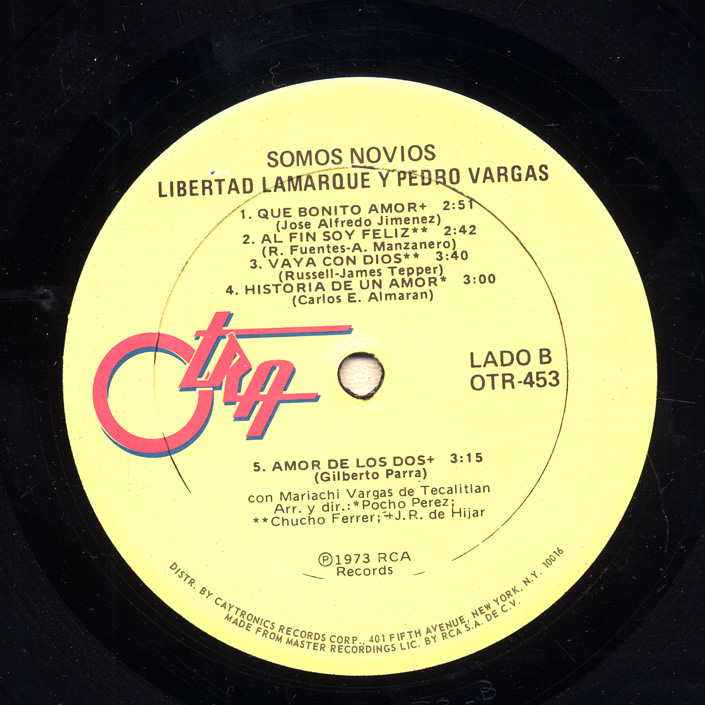 SOMOS NOVIOS
LIBERTAD LAMARQUE Y PEDRO VARGAS
1. QUE BONITO AMOR+ 2:51
(Jose Alfredo Jimenez)
2. AL FIN SOY FELIZ** 2:42
(R. Fuentes-A. Manzanero)
3. VAYA CON DIOS** 3:40
(Russell-James Tepper)
4. HISTORIA DE UN AMOR* 3:00
(Carlos E. Almaran)
OtRA
LADO B
OTR-453
5. AMOR DE LOS DOS+ 3:15
(Gilberto Parra)
con Mariachi Vargas de Tecalitlan
Arr. y dir.:*Pocho Perez;
**Chucho Ferrer;+J.R. de Hijar
Ⓟ1973 RCA
Records
DISTR. BY CAYTRONICS RECORDS CORP., 401 FIFTH AVENUE, NEW YORK, N.Y. 10016
MADE FROM MASTER RECORDINGS LIC. BY RCA S.A. DE C.V.